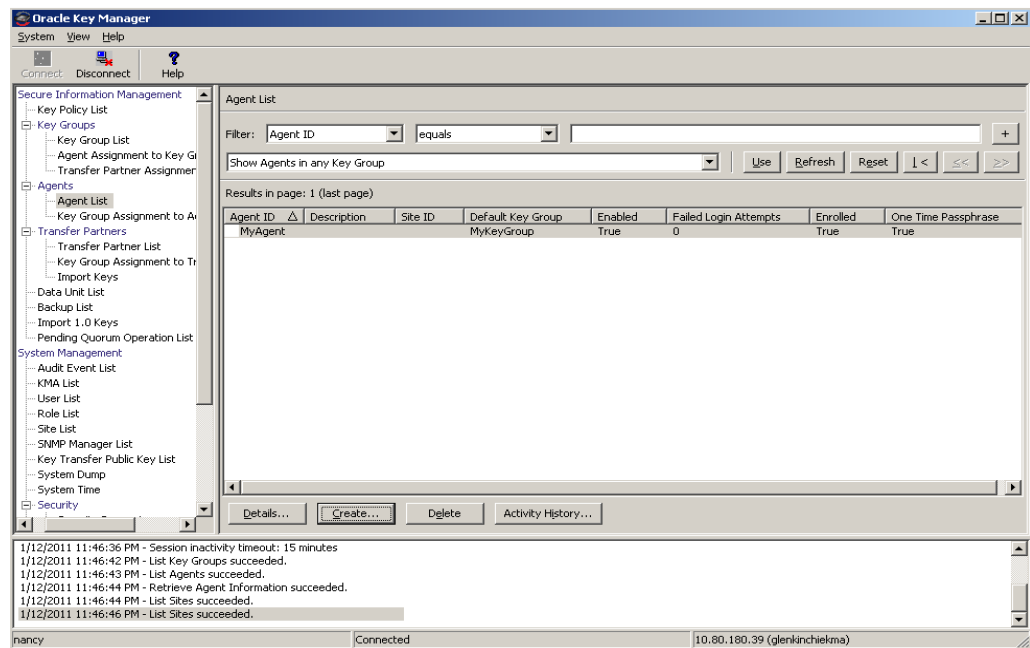 Oracle Key Manager
System View Help
Connect Disconnect Help
Secure Information Management
Key Policy List
Key Groups
Key Group List
Agent Assignment to Key G
Transfer Partner Assignmen
Agents
Agent List
Key Group Assignment to A
Transfer Partners
Transfer Partner List
Key Group Assignment to Tr
Import Keys
Data Unit List
Backup List
Import 1.0 Keys
Pending Quorum Operation List
System Management
Audit Event List
KMA List
User List
Role List
Site List
SNMP Manager List
Key Transfer Public Key List
System Dump
System Time
Security
Agent List
Filter: Agent ID equals +
Show Agents in any Key Group Use Refresh Reset |< << >>
Results in page: 1 (last page)
Agent ID Description Site ID Default Key Group Enabled Failed Login Attempts Enrolled One Time Passphrase
MyAgent MyKeyGroup True 0 True True
Details... Create... Delete Activity History...
1/12/2011 11:46:36 PM - Session inactivity timeout: 15 minutes
1/12/2011 11:46:42 PM - List Key Groups succeeded.
1/12/2011 11:46:43 PM - List Agents succeeded.
1/12/2011 11:46:44 PM - Retrieve Agent Information succeeded.
1/12/2011 11:46:44 PM - List Sites succeeded.
1/12/2011 11:46:46 PM - List Sites succeeded.
nancy Connected 10.80.180.39 (glenkinchiekma)